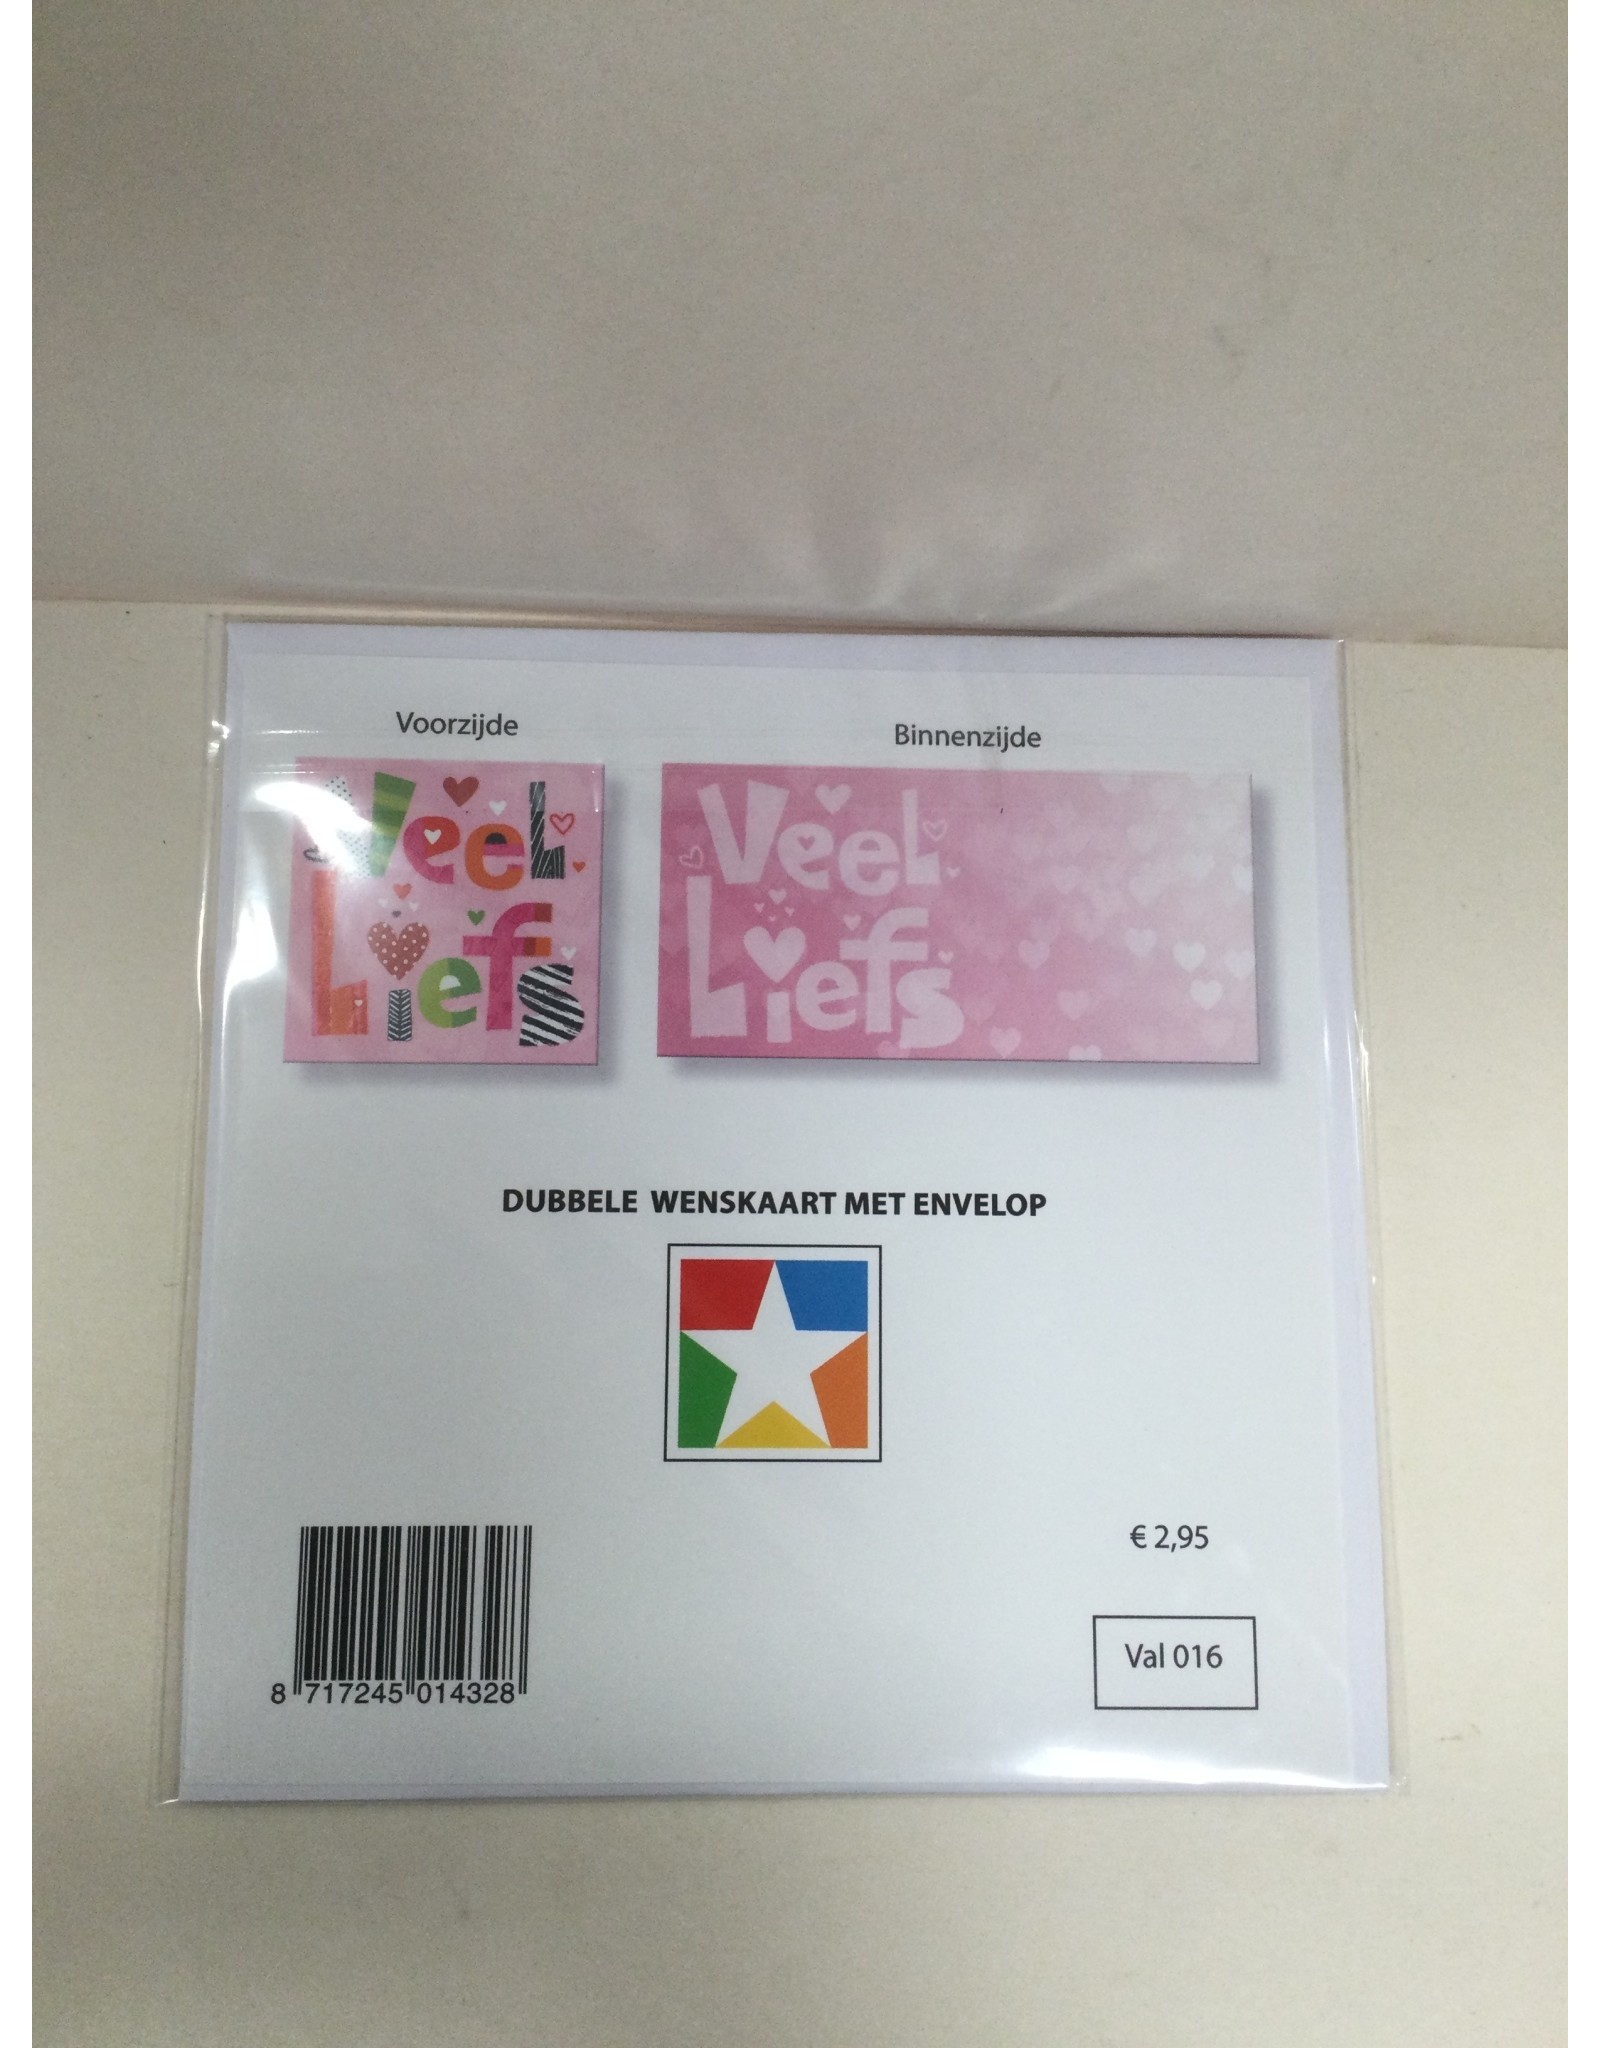 Voorzijde
Binnenzijde
Veel
Liefs
Veel
Liefs
DUBBELE WENSKAART MET ENVELOP
€ 2,95
Val 016
8 717245 014328